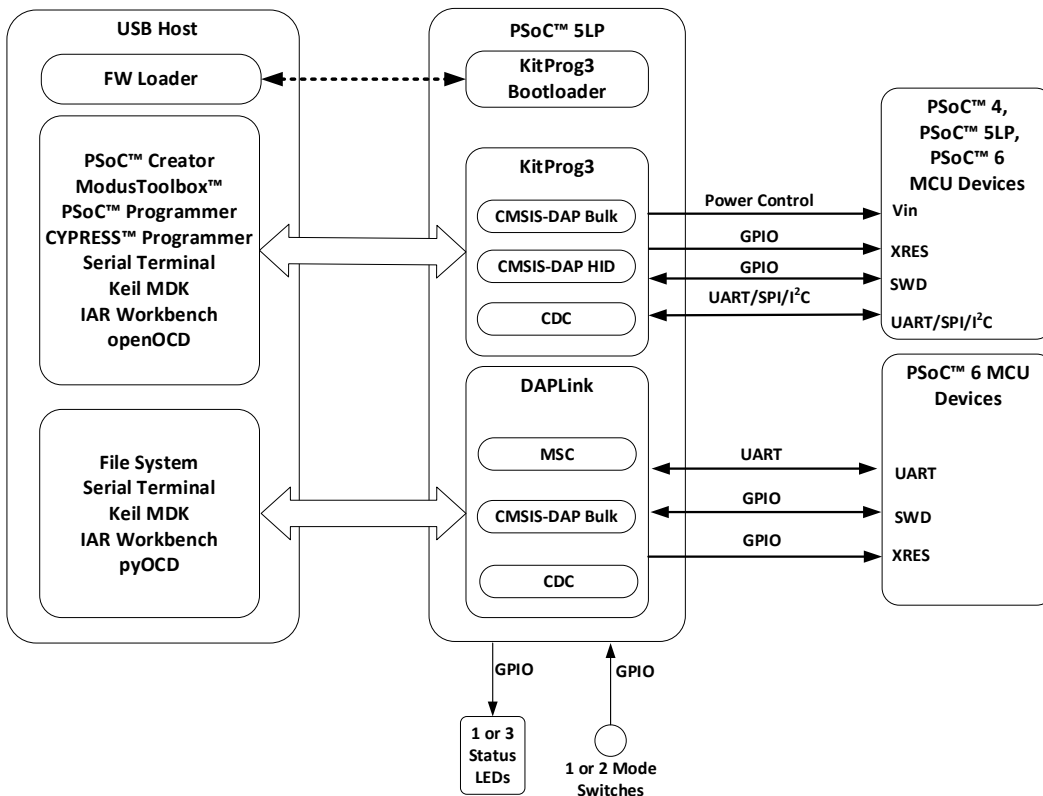 USB Host
FW Loader
PSoC™ Creator
ModusToolbox™
PSoC™ Programmer
CYPRESS™ Programmer
Serial Terminal
Keil MDK
IAR Workbench
openOCD
File System
Serial Terminal
Keil MDK
IAR Workbench
pyOCD
PSoC™ 5LP
KitProg3
Bootloader
KitProg3
CMSIS-DAP Bulk
CMSIS-DAP HID
CDC
DAPLink
MSC
CMSIS-DAP Bulk
CDC
Power Control
GPIO
GPIO
UART/SPI/I²C
UART
GPIO
GPIO
PSoC™ 4,
PSoC™ 5LP,
PSoC™ 6
MCU Devices
Vin
XRES
SWD
UART/SPI/I²C
PSoC™ 6 MCU
Devices
UART
SWD
XRES
GPIO
GPIO
1 or 3
Status
LEDs
1 or 2 Mode
Switches